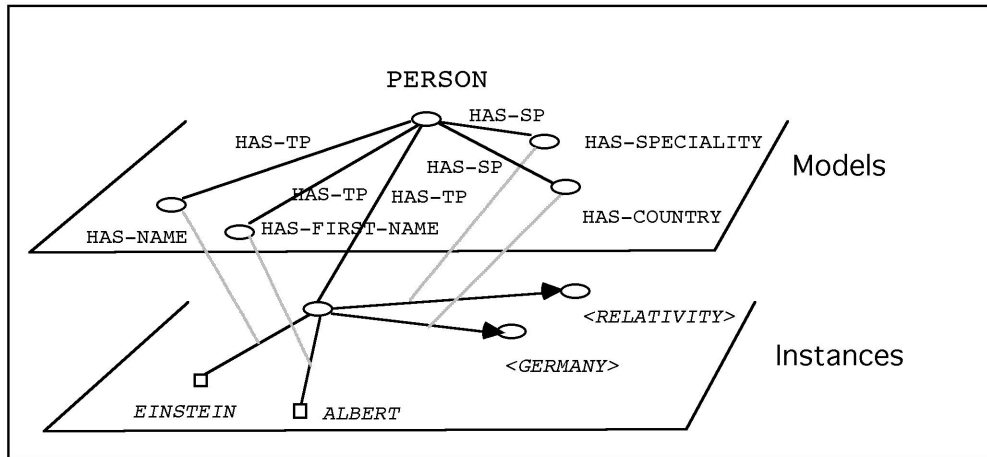 PERSON
HAS-SP
HAS-TP
HAS-SPECIALITY
HAS-SP
Models
HAS-TP
HAS-TP
HAS-COUNTRY
HAS-NAME
HAS-FIRST-NAME
<RELATIVITY>
Instances
<GERMANY>
EINSTEIN
ALBERT